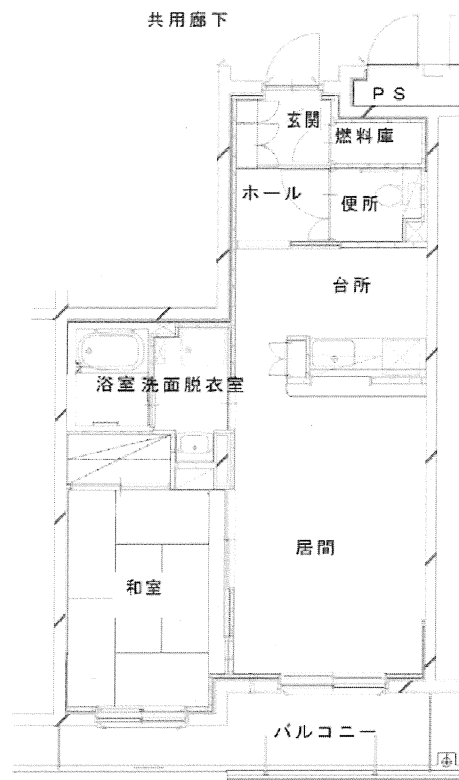 共用廊下
PS
玄関
燃料庫
ホール
便所
台所
浴室
洗面脱衣室
居間
和室
バルコニー